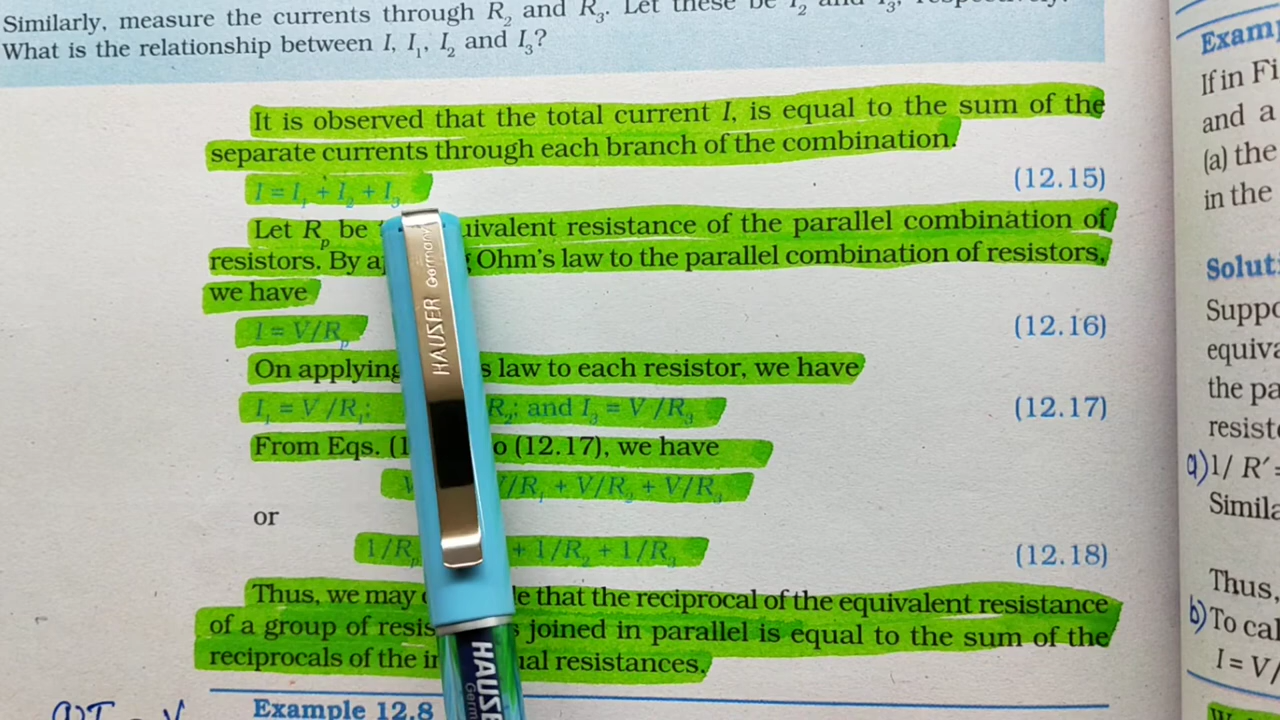 Similarly, measure the currents through R₂ and R₃. Let these be I₂ and I₃, respectively.
What is the relationship between I, I₁, I₂ and I₃?
It is observed that the total current I, is equal to the sum of the
separate currents through each branch of the combination.
I = I₁ + I₂ + I₃ (12.15)
Let Rₚ be uivalent resistance of the parallel combination of
resistors. By a Ohm's law to the parallel combination of resistors,
we have
I = V/Rₚ (12.16)
On applying s law to each resistor, we have
I₁ = V /R₁; R₂; and I₃ = V /R₃ (12.17)
From Eqs. (1 o (12.17), we have
V/R₁ + V/R₂ + V/R₃
or
1/Rₚ + 1/R₂ + 1/R₃ (12.18)
Thus, we may e that the reciprocal of the equivalent resistance
of a group of resis s joined in parallel is equal to the sum of the
reciprocals of the in ual resistances.
Example 12.8
HAUSER Germany
HAUSE
Germ
Examp
If in Fi
and a
(a) the
in the
Soluti
Suppo
equiva
the pa
resiste
a) 1/ R′ =
Simila
Thus,
b) To cal
I = V/